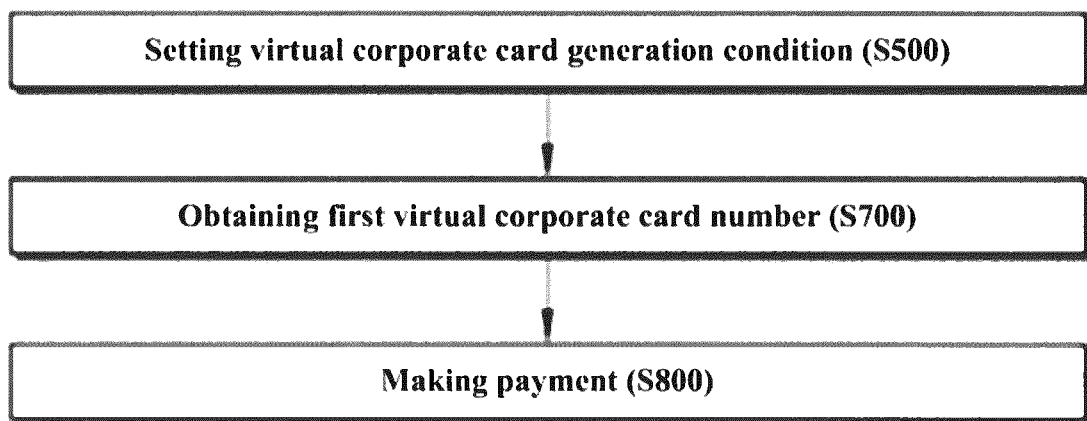 Setting virtual corporate card generation condition (S500)
Obtaining first virtual corporate card number (S700)
Making payment (S800)